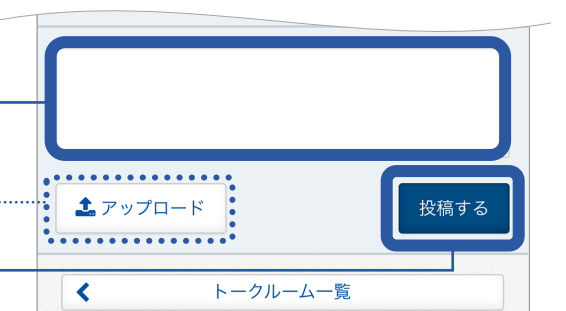 アップロード
投稿する
トークルーム一覧